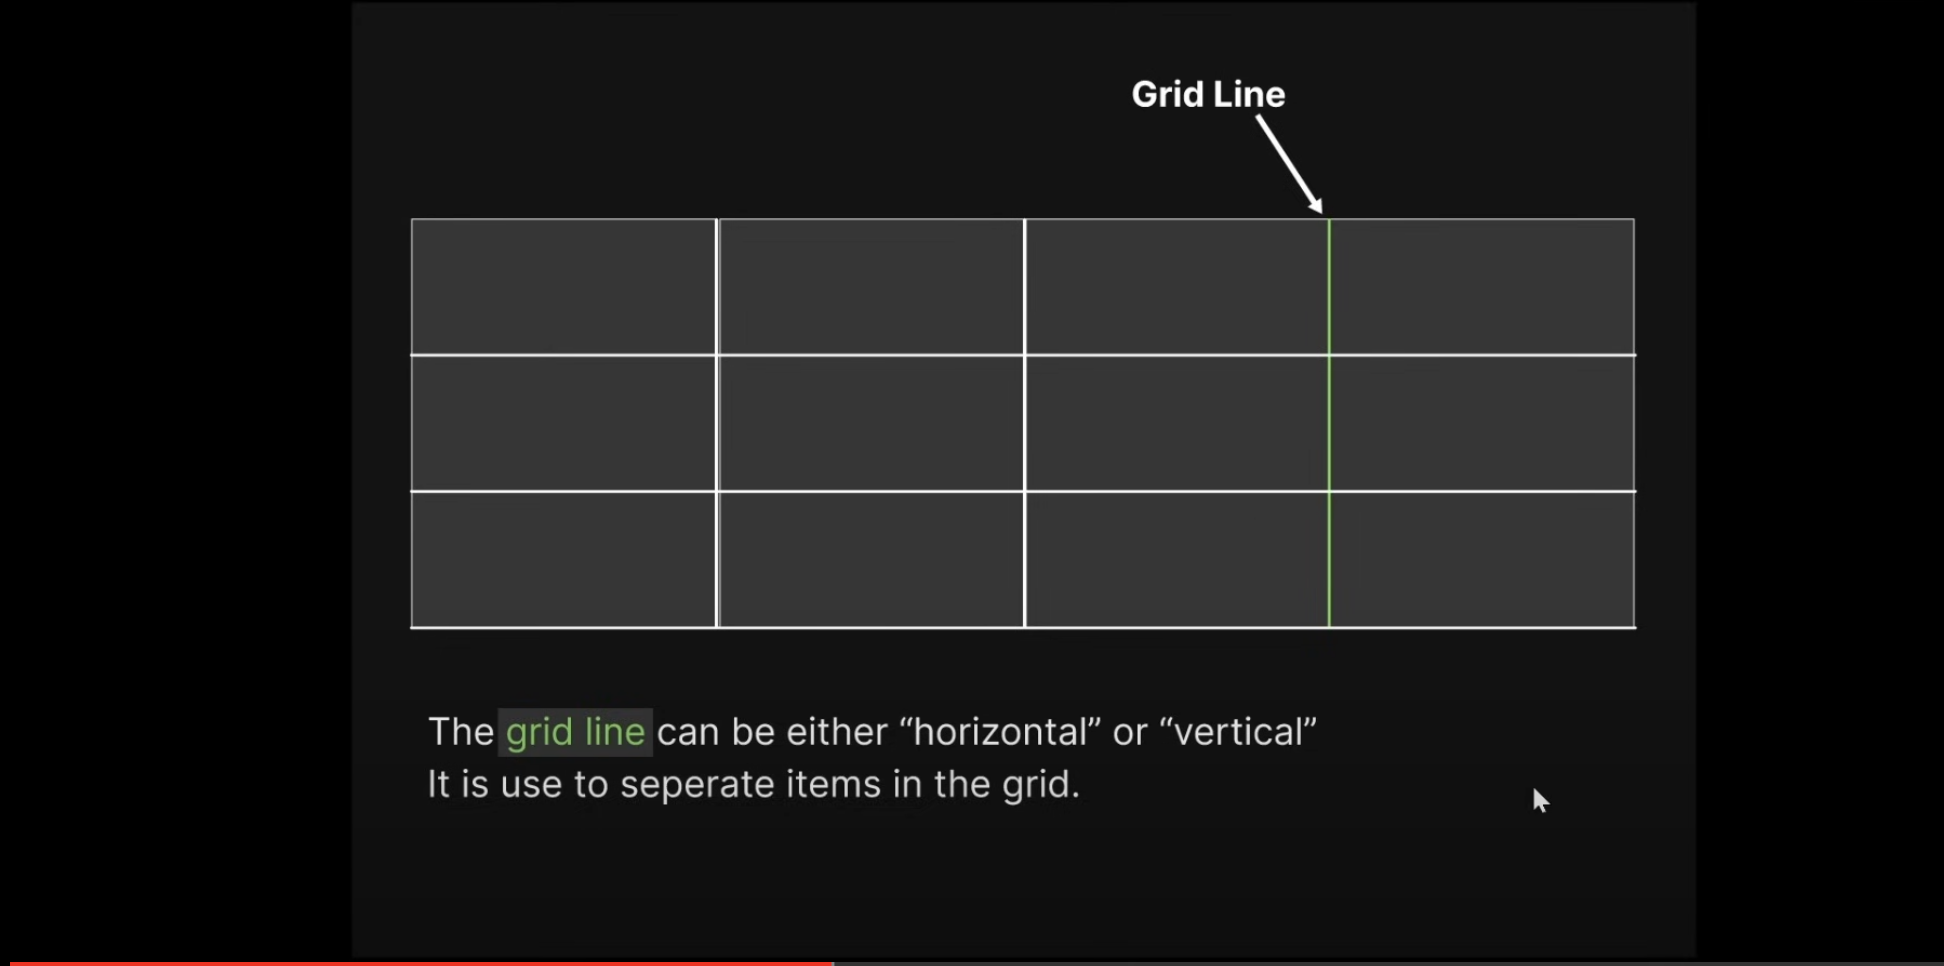 Grid Line
The grid line can be either “horizontal” or “vertical”
It is use to seperate items in the grid.